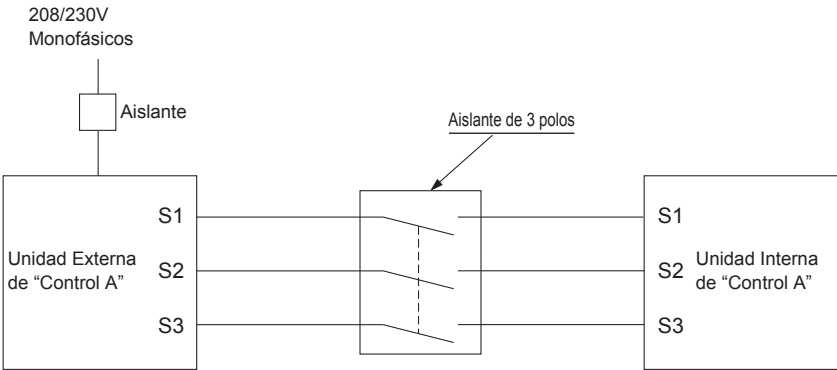 208/230V
Monofásicos
Aislante
Aislante de 3 polos
Unidad Externa
de “Control A”
S1
S2
S3
S1
S2
S3
Unidad Interna
de “Control A”